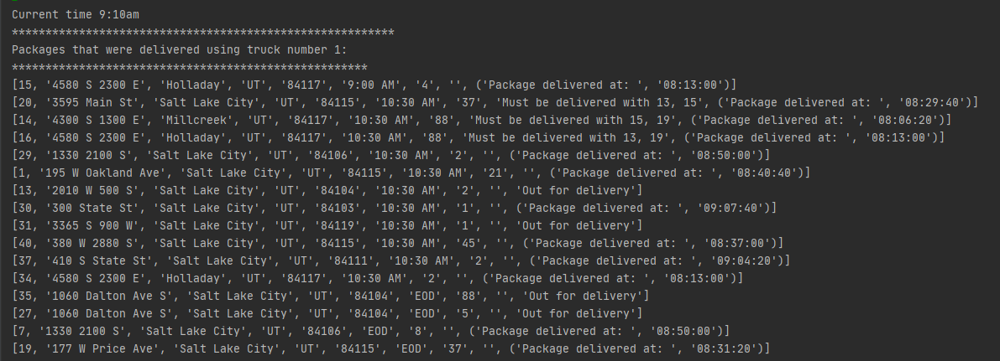 Current time 9:10am
*********************************************************
Packages that were delivered using truck number 1:
*****************************************************
[15, '4580 S 2300 E', 'Holladay', 'UT', '84117', '9:00 AM', '4', '', ('Package delivered at: ', '08:13:00')]
[20, '3595 Main St', 'Salt Lake City', 'UT', '84115', '10:30 AM', '37', 'Must be delivered with 13, 15', ('Package delivered at: ', '08:29:40')]
[14, '4300 S 1300 E', 'Millcreek', 'UT', '84117', '10:30 AM', '88', 'Must be delivered with 15, 19', ('Package delivered at: ', '08:06:20')]
[16, '4580 S 2300 E', 'Holladay', 'UT', '84117', '10:30 AM', '88', 'Must be delivered with 13, 19', ('Package delivered at: ', '08:13:00')]
[29, '1330 2100 S', 'Salt Lake City', 'UT', '84106', '10:30 AM', '2', '', ('Package delivered at: ', '08:50:00')]
[1, '195 W Oakland Ave', 'Salt Lake City', 'UT', '84115', '10:30 AM', '21', '', ('Package delivered at: ', '08:40:40')]
[13, '2010 W 500 S', 'Salt Lake City', 'UT', '84104', '10:30 AM', '2', '', 'Out for delivery']
[30, '300 State St', 'Salt Lake City', 'UT', '84103', '10:30 AM', '1', '', ('Package delivered at: ', '09:07:40')]
[31, '3365 S 900 W', 'Salt Lake City', 'UT', '84119', '10:30 AM', '1', '', 'Out for delivery']
[40, '380 W 2880 S', 'Salt Lake City', 'UT', '84115', '10:30 AM', '45', '', ('Package delivered at: ', '08:37:00')]
[37, '410 S State St', 'Salt Lake City', 'UT', '84111', '10:30 AM', '2', '', ('Package delivered at: ', '09:04:20')]
[34, '4580 S 2300 E', 'Holladay', 'UT', '84117', '10:30 AM', '2', '', ('Package delivered at: ', '08:13:00')]
[35, '1060 Dalton Ave S', 'Salt Lake City', 'UT', '84104', 'EOD', '88', '', 'Out for delivery']
[27, '1060 Dalton Ave S', 'Salt Lake City', 'UT', '84104', 'EOD', '5', '', 'Out for delivery']
[7, '1330 2100 S', 'Salt Lake City', 'UT', '84106', 'EOD', '8', '', ('Package delivered at: ', '08:50:00')]
[19, '177 W Price Ave', 'Salt Lake City', 'UT', '84115', 'EOD', '37', '', ('Package delivered at: ', '08:31:20')]